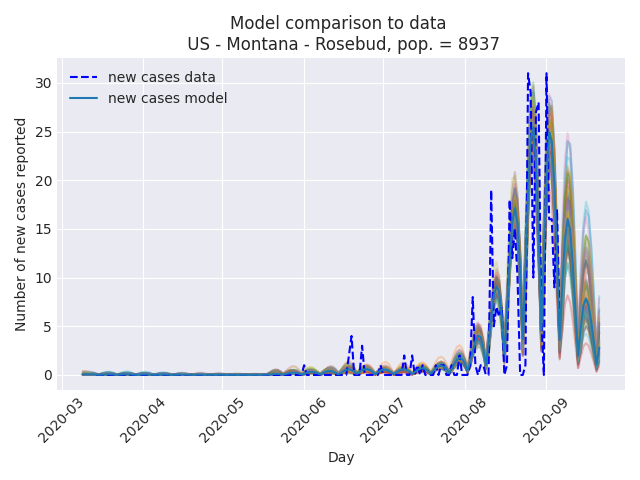 Model comparison to data
US - Montana - Rosebud, pop. = 8937
new cases data
new cases model
Number of new cases reported
30
25
20
15
10
5
0
2020-03
2020-04
2020-05
2020-06
2020-07
2020-08
2020-09
Day